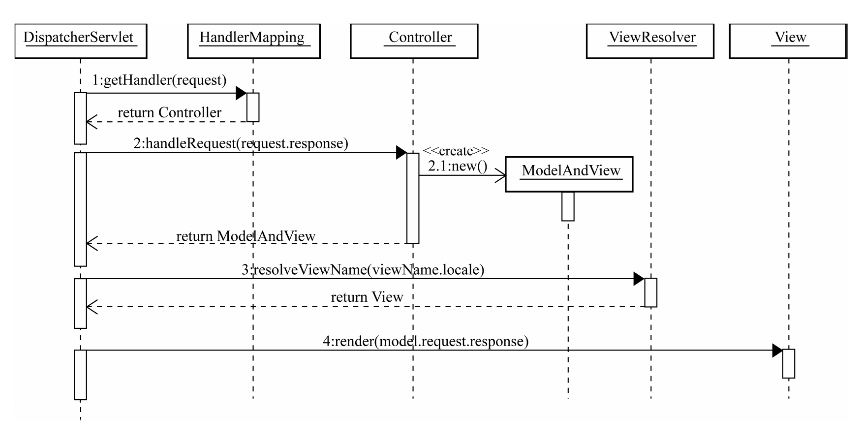 DispatcherServlet
HandlerMapping
Controller
ViewResolver
View
1:getHandler(request)
return Controller
2:handleRequest(request.response)
<<create>>
2.1:new()
ModelAndView
return ModelAndView
3:resolveViewName(viewName.locale)
return View
4:render(model.request.response)